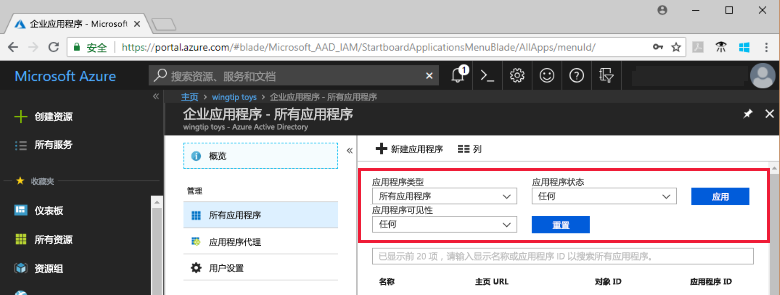 企业应用程序 - Microsoft
安全 | https://portal.azure.com/#blade/Microsoft_AAD_IAM/StartboardApplicationsMenuBlade/AllApps/menuId/
Microsoft Azure
搜索资源、服务和文档
1
主页 > wingtip toys > 企业应用程序 - 所有应用程序
企业应用程序 - 所有应用程序
wingtip toys - Azure Active Directory
创建资源
所有服务
收藏夹
仪表板
所有资源
资源组
概览
管理
所有应用程序
应用程序代理
用户设置
新建应用程序 列
应用程序类型 应用程序状态
所有应用程序 任何 应用
应用程序可见性
任何 重置
已显示前 20 项，请输入显示名称或应用程序 ID 以搜索所有应用程序。
名称 主页 URL 对象 ID 应用程序 ID